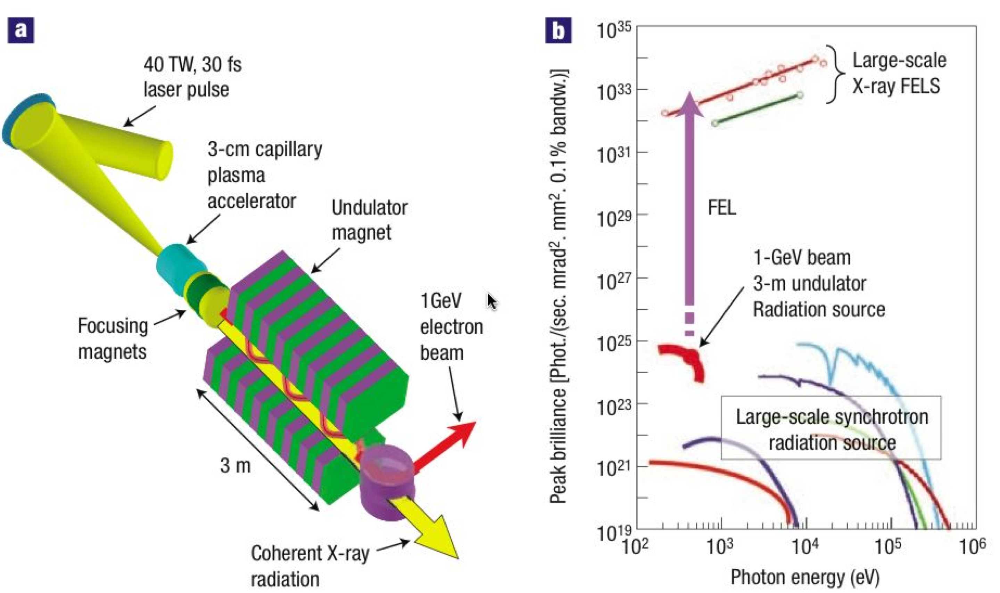 a
40 TW, 30 fs
laser pulse
3-cm capillary
plasma
accelerator
Undulator
magnet
1GeV
electron
beam
Focusing
magnets
3 m
Coherent X-ray
radiation
b
Peak brilliance [Phot./(sec. mrad². mm². 0.1% bandw.)]
10³⁵
10³³
10³¹
10²⁹
10²⁷
10²⁵
10²³
10²¹
10¹⁹
Large-scale
X-ray FELS
FEL
1-GeV beam
3-m undulator
Radiation source
Large-scale synchrotron
radiation source
10² 10³ 10⁴ 10⁵ 10⁶
Photon energy (eV)